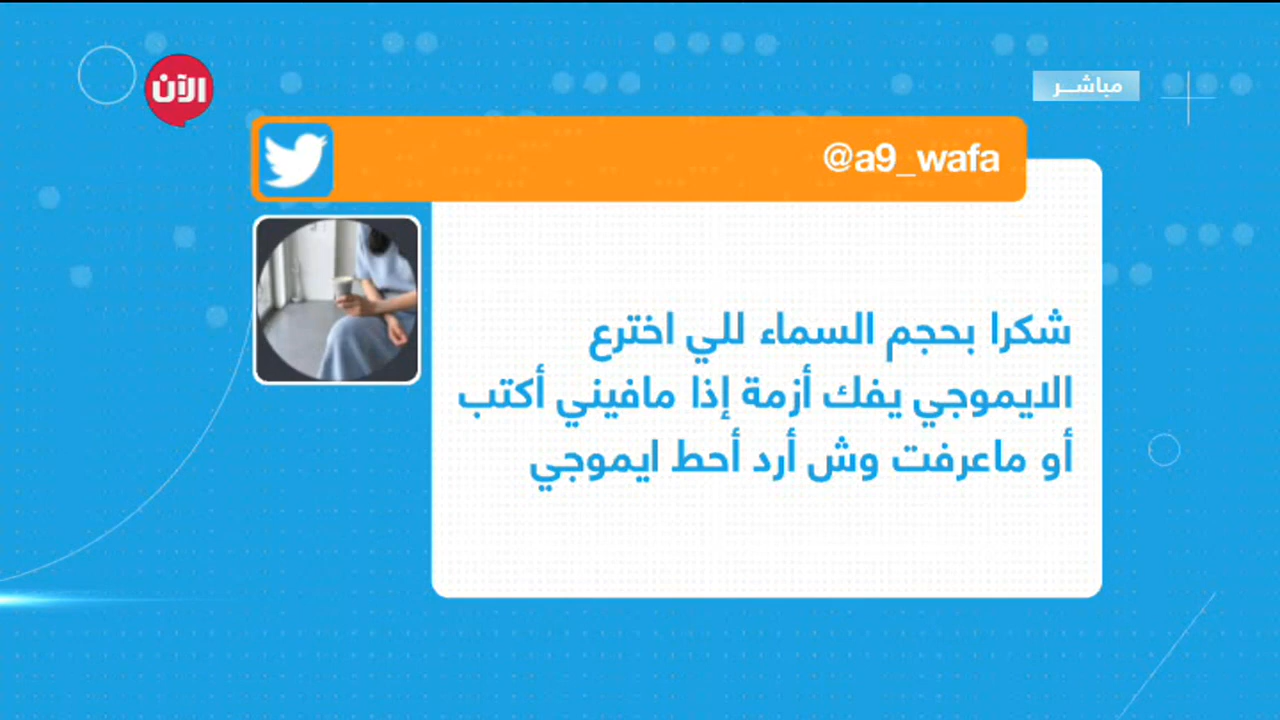 الآن
مباشـر
@a9_wafa
شكرا بحجم السماء للي اخترع
الايموجي يفك أزمة إذا مافيني أكتب
أو ماعرفت وش أرد أحط ايموجي